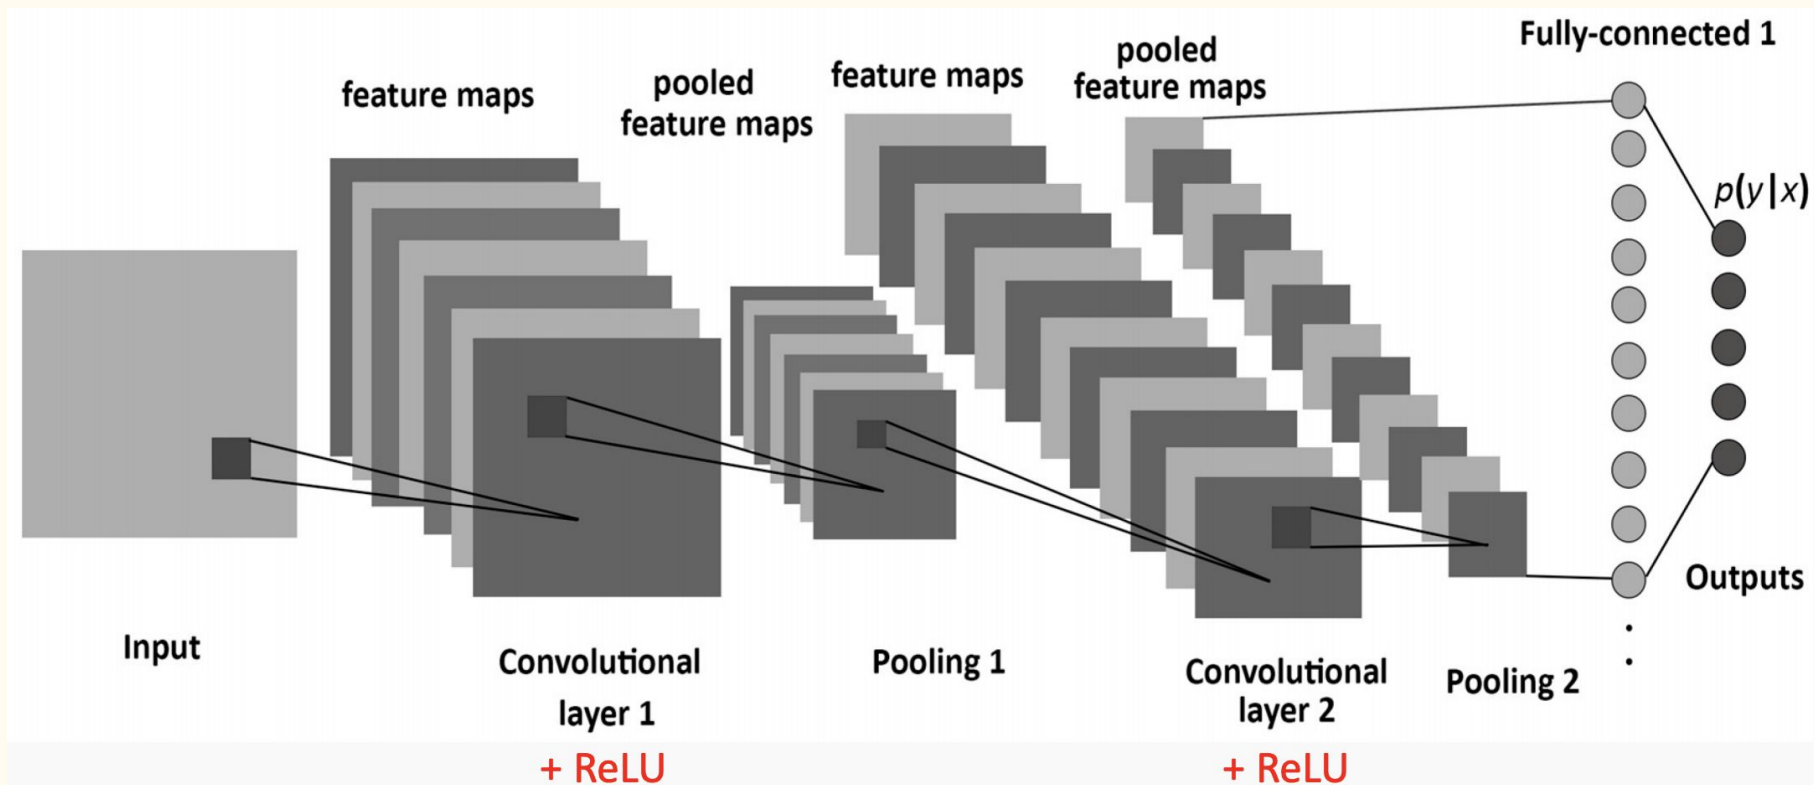 Fully-connected 1
pooled
feature maps
feature maps
pooled
feature maps
feature maps
p(y|x)
Outputs
Input
Convolutional
layer 1
Pooling 1
Convolutional
layer 2
Pooling 2
+ ReLU
+ ReLU